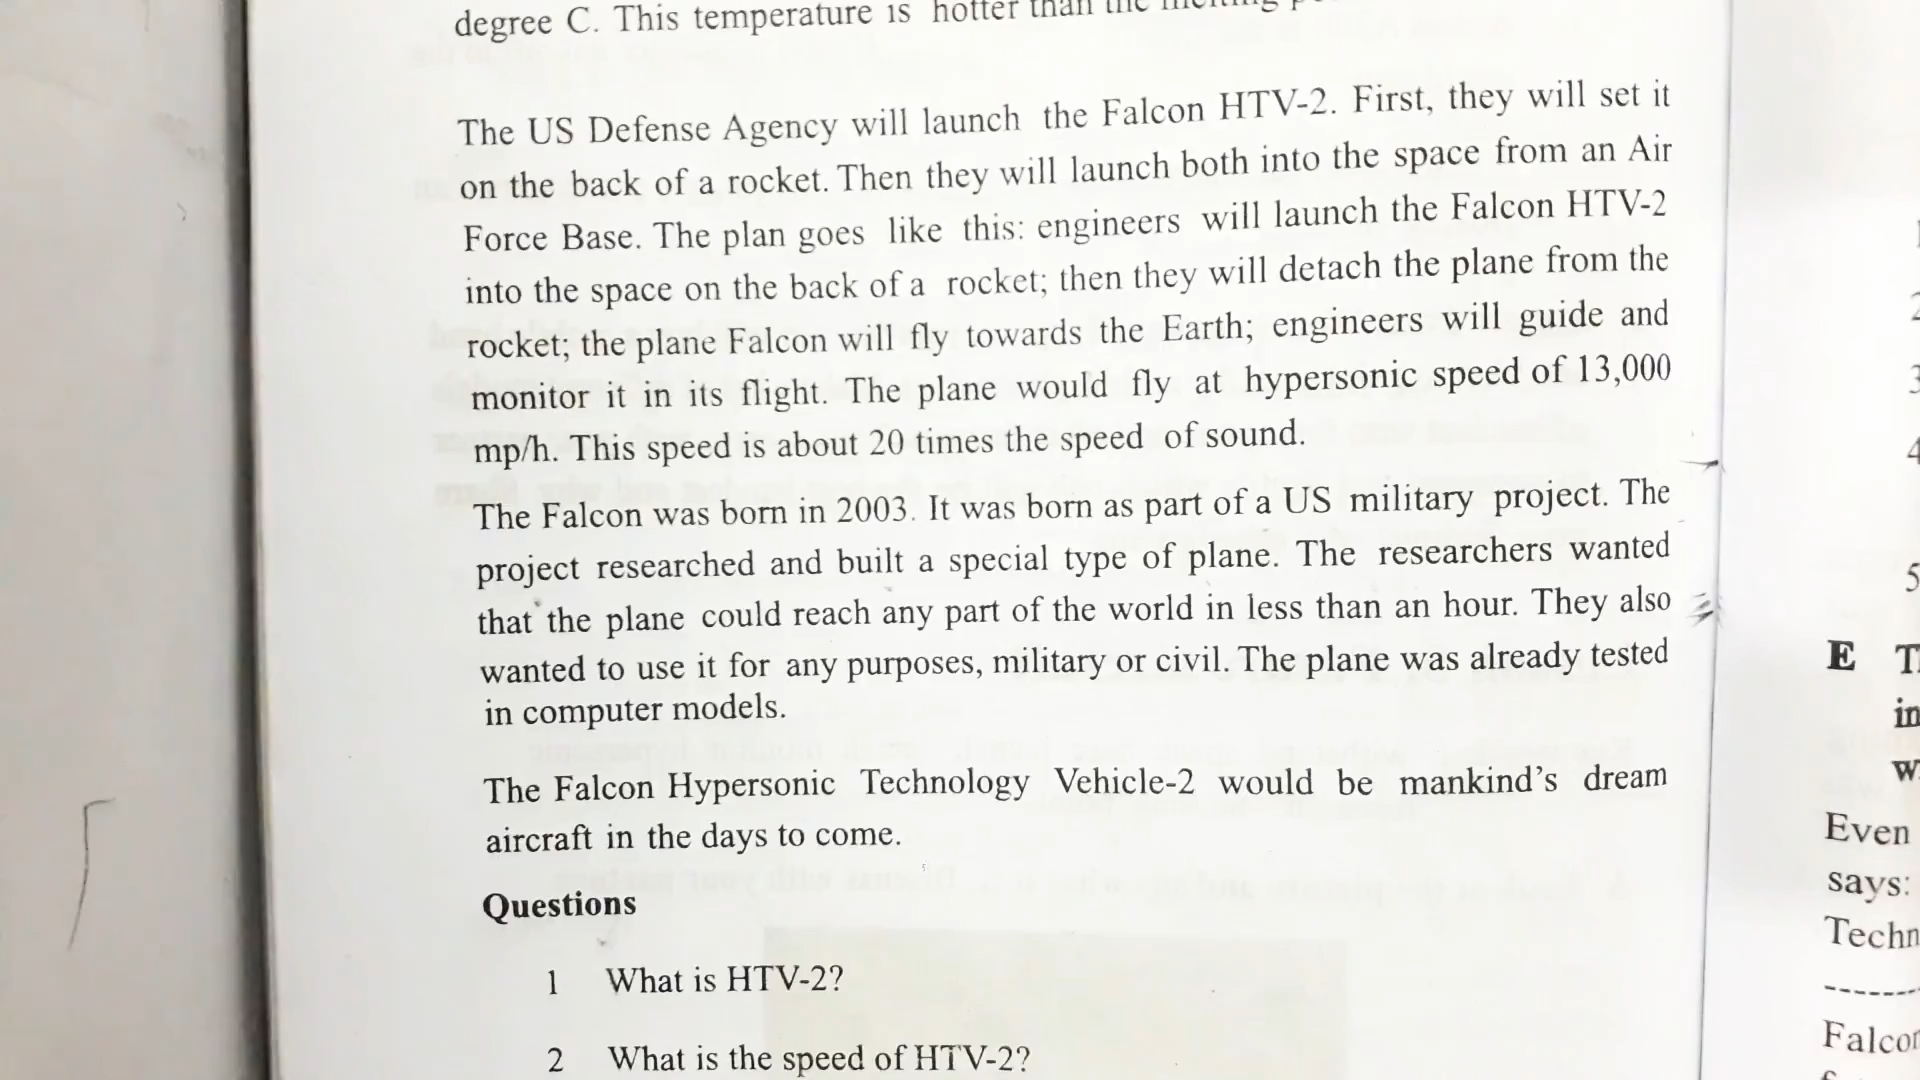 degree C. This temperature is hotter than the melting
The US Defense Agency will launch the Falcon HTV-2. First, they will set it
on the back of a rocket. Then they will launch both into the space from an Air
Force Base. The plan goes like this: engineers will launch the Falcon HTV-2
into the space on the back of a rocket; then they will detach the plane from the
rocket; the plane Falcon will fly towards the Earth; engineers will guide and
monitor it in its flight. The plane would fly at hypersonic speed of 13,000
mp/h. This speed is about 20 times the speed of sound.
The Falcon was born in 2003. It was born as part of a US military project. The
project researched and built a special type of plane. The researchers wanted
that the plane could reach any part of the world in less than an hour. They also
wanted to use it for any purposes, military or civil. The plane was already tested
in computer models.
The Falcon Hypersonic Technology Vehicle-2 would be mankind's dream
aircraft in the days to come.
Questions
1 What is HTV-2?
2 What is the speed of HTV-2?
4
5
E
in
Even
says: